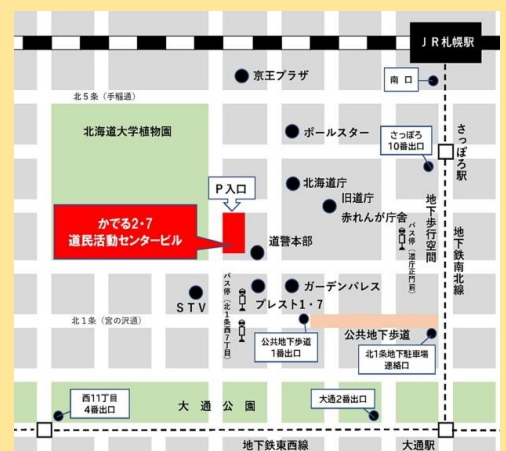 JR札幌駅
京王プラザ
南口
北5条（手稲通）
北海道大学植物園
ポールスター
さっぽろ
10番出口
さっぽろ駅
P入口
北海道庁
旧道庁
赤れんが庁舎
かでる2・7
道民活動センタービル
道警本部
バス停（道庁正門前）
地下歩行空間
地下鉄南北線
STV
バス停（北1条西7丁目）
プレスト1・7
ガーデンパレス
北1条（宮の沢通）
公共地下歩道
1番出口
公共地下歩道
北1条地下駐車場
連絡口
西11丁目
4番出口
大通公園
大通2番出口
地下鉄東西線
大通駅